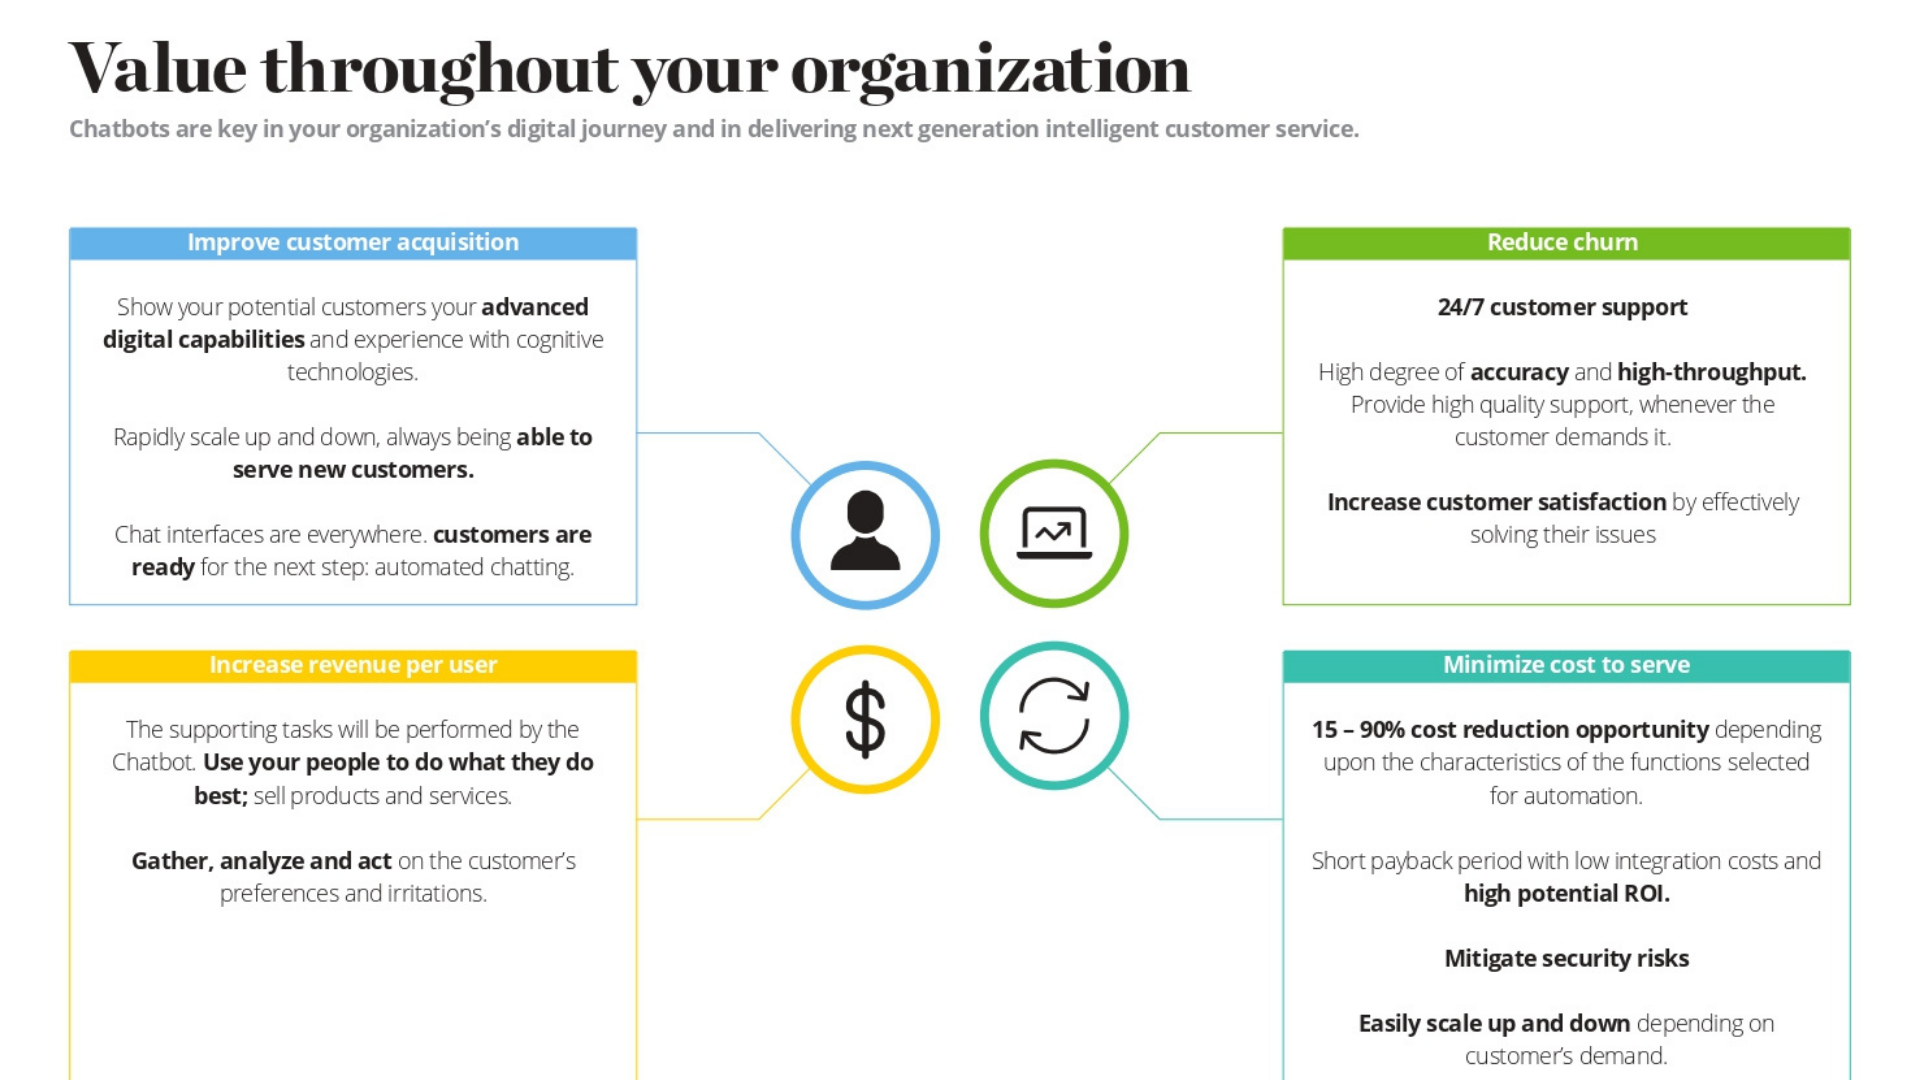 Value throughout your organization
Chatbots are key in your organization’s digital journey and in delivering next generation intelligent customer service.
Improve customer acquisition
Show your potential customers your advanced
digital capabilities and experience with cognitive
technologies.
Rapidly scale up and down, always being able to
serve new customers.
Chat interfaces are everywhere. customers are
ready for the next step: automated chatting.
Reduce churn
24/7 customer support
High degree of accuracy and high-throughput.
Provide high quality support, whenever the
customer demands it.
Increase customer satisfaction by effectively
solving their issues
Increase revenue per user
The supporting tasks will be performed by the
Chatbot. Use your people to do what they do
best; sell products and services.
Gather, analyze and act on the customer’s
preferences and irritations.
$
Minimize cost to serve
15 – 90% cost reduction opportunity depending
upon the characteristics of the functions selected
for automation.
Short payback period with low integration costs and
high potential ROI.
Mitigate security risks
Easily scale up and down depending on
customer’s demand.